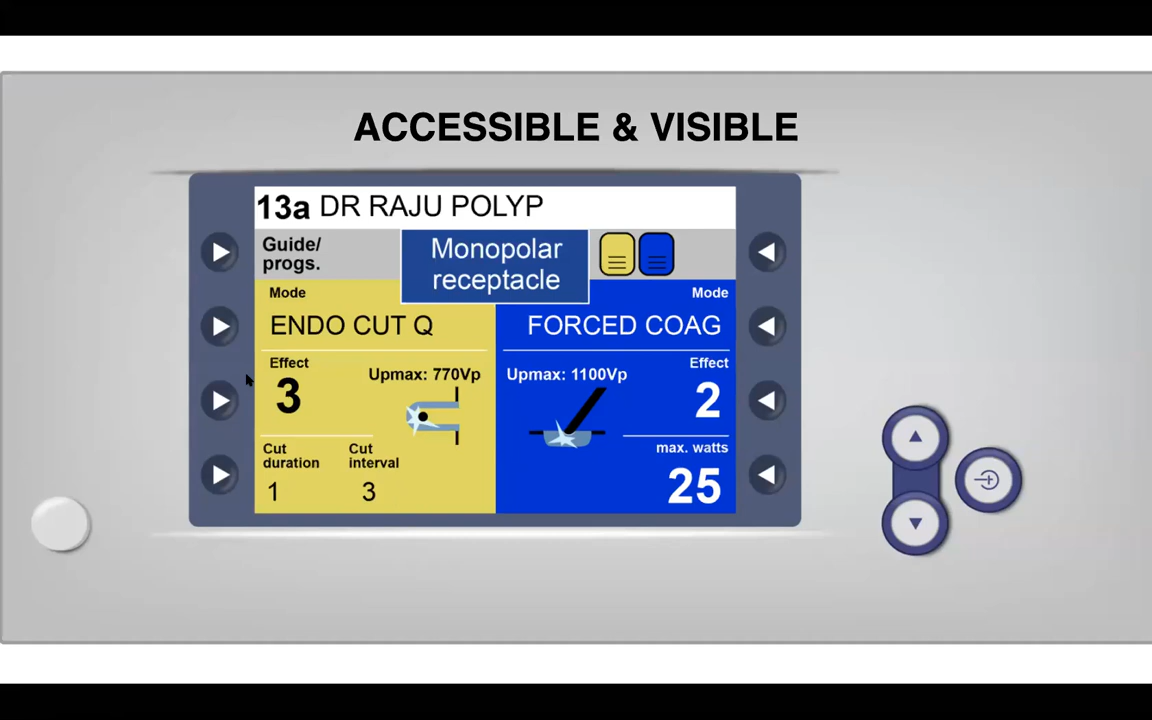 ACCESSIBLE & VISIBLE
13a DR RAJU POLYP
Guide/
progs.
Monopolar
receptacle
Mode
ENDO CUT Q
Effect
3
Upmax: 770Vp
Cut
duration
1
Cut
interval
3
Mode
FORCED COAG
Upmax: 1100Vp
Effect
2
max. watts
25